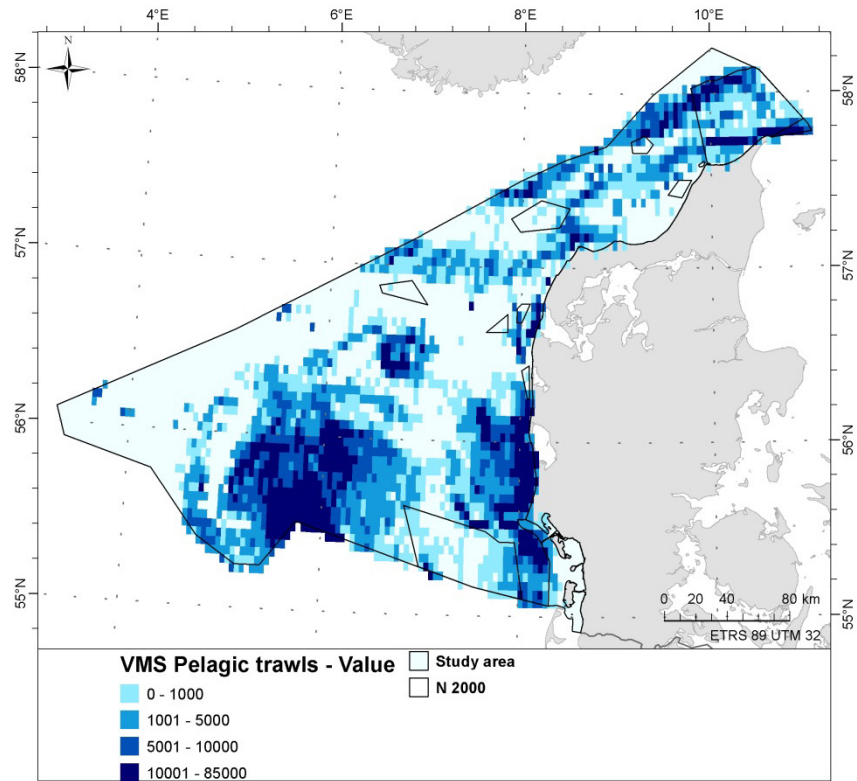 4°E 6°E 8°E 10°E
N
58°N 58°N
57°N 57°N
56°N 56°N
55°N 55°N
0 20 40 60 80 km
ETRS 89 UTM 32
VMS Pelagic trawls - Value
0 - 1000
1001 - 5000
5001 - 10000
10001 - 85000
Study area
N 2000